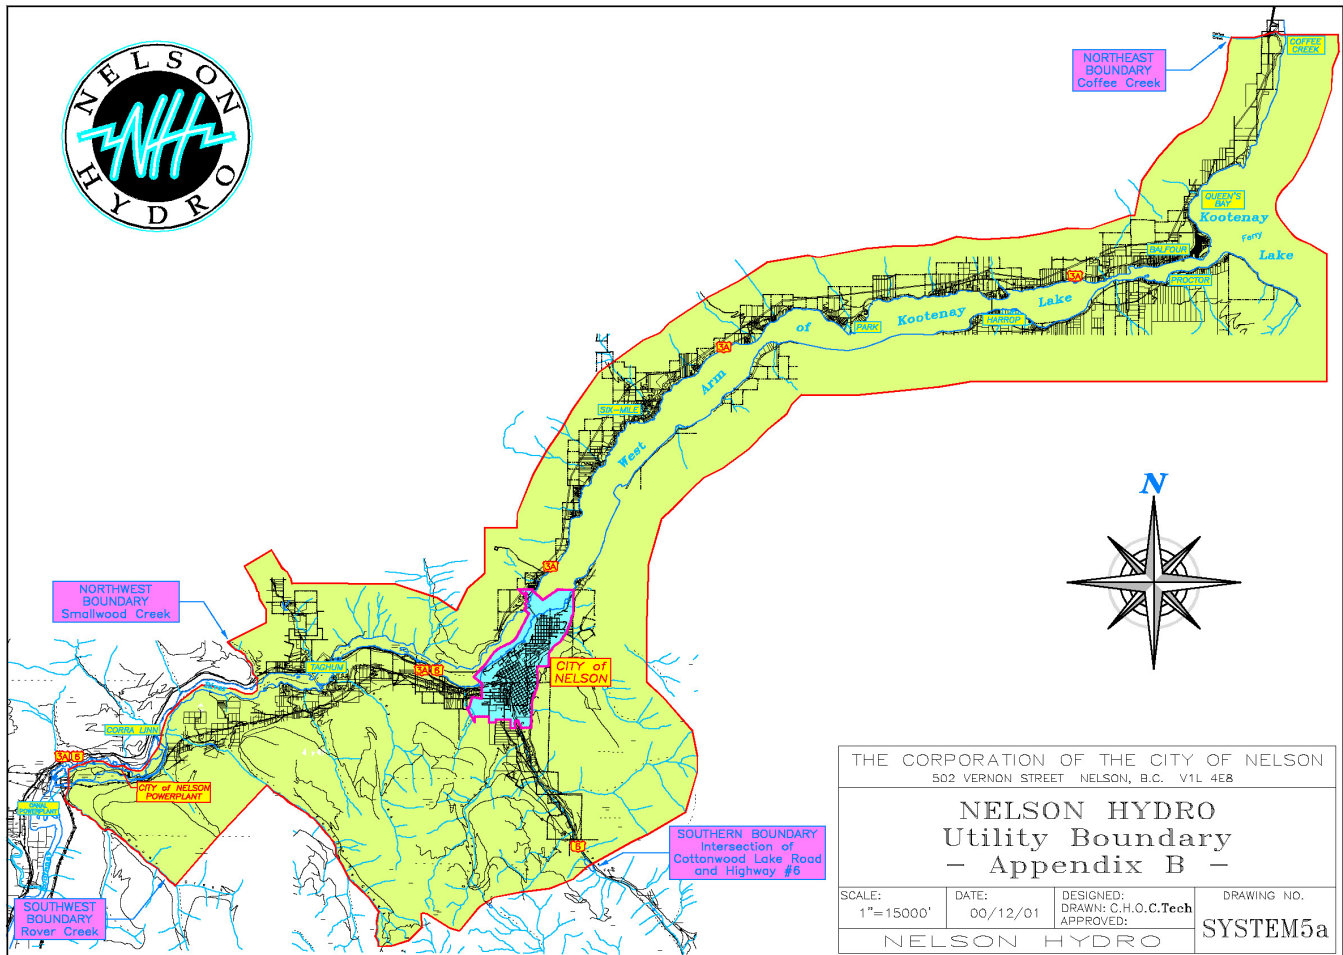 NELSON
HYDRO
NH
NORTHEAST
BOUNDARY
Coffee Creek
COFFEE
CREEK
QUEEN'S
BAY
Kootenay
Ferry
Lake
BALFOUR
PROCTOR
3A
Lake
Kootenay
HARROP
PARK
of
3A
Arm
SIX-MILE
West
N
3A
NORTHWEST
BOUNDARY
Smallwood Creek
TAGHUM
3A 6
CITY of
NELSON
CORRA LINN
3A 6
CITY of NELSON
POWERPLANT
CANAL
POWERPLANT
6
SOUTHERN BOUNDARY
Intersection of
Cottonwood Lake Road
and Highway #6
SOUTHWEST
BOUNDARY
Rover Creek
THE CORPORATION OF THE CITY OF NELSON
502 VERNON STREET NELSON, B.C. V1L 4E8
NELSON HYDRO
Utility Boundary
- Appendix B -
SCALE:
1"=15000'
DATE:
00/12/01
DESIGNED:
DRAWN: C.H.O.C.Tech
APPROVED:
DRAWING NO.
SYSTEM5a
NELSON HYDRO